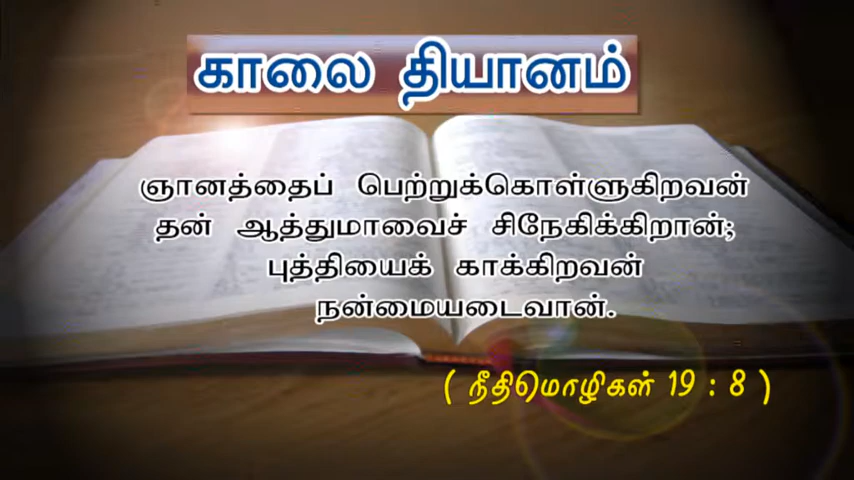 காலை தியானம்
ஞானத்தைப் பெற்றுக்கொள்ளுகிறவன்
தன் ஆத்துமாவைச் சிநேகிக்கிறான்;
புத்தியைக் காக்கிறவன்
நன்மையடைவான்.
( நீதிமொழிகள் 19 : 8 )